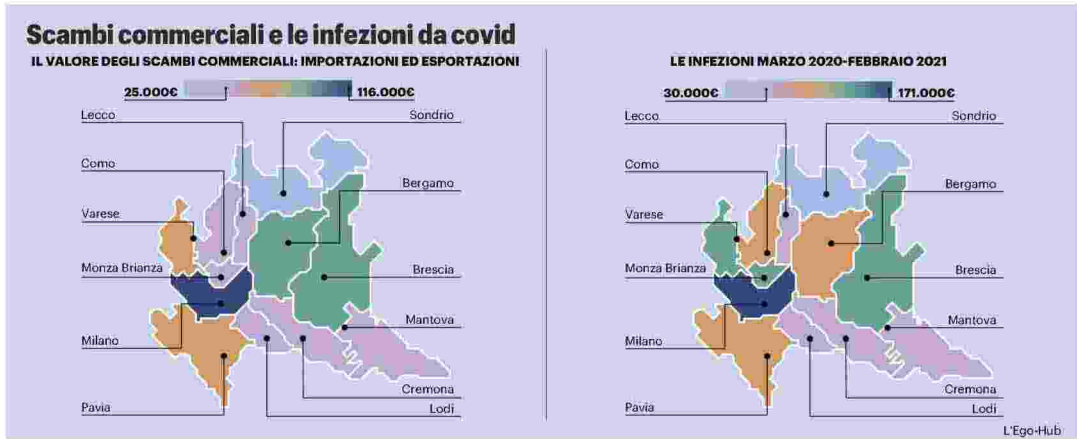 Scambi commerciali e le infezioni da covid
IL VALORE DEGLI SCAMBI COMMERCIALI: IMPORTAZIONI ED ESPORTAZIONI
25.000€
116.000€
Lecco
Sondrio
Como
Bergamo
Varese
Monza Brianza
Brescia
Mantova
Milano
Cremona
Pavia
Lodi
LE INFEZIONI MARZO 2020-FEBBRAIO 2021
30.000€
171.000€
Lecco
Sondrio
Como
Bergamo
Varese
Monza Brianza
Brescia
Mantova
Milano
Cremona
Pavia
Lodi
L'Ego-Hub